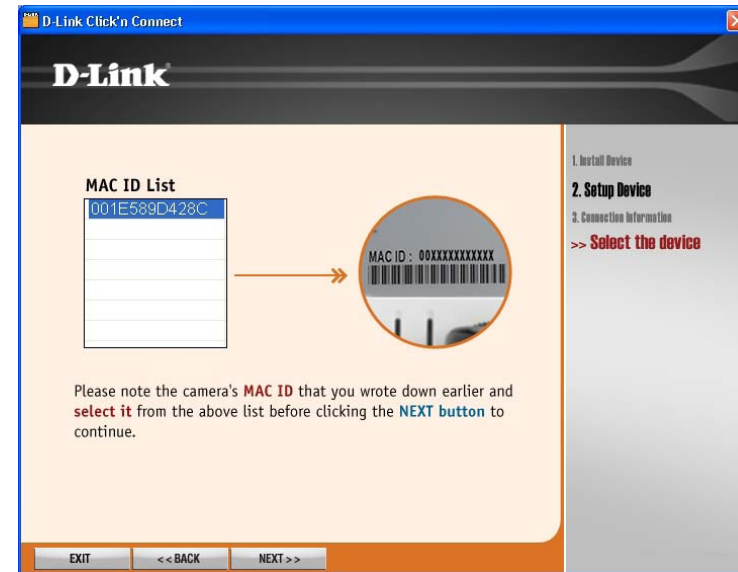 D-Link Click'n Connect
D-Link
MAC ID List
001E589D428C
MAC ID : 00XXXXXXXXXX
Please note the camera's MAC ID that you wrote down earlier and
select it from the above list before clicking the NEXT button to
continue.
1. Install Device
2. Setup Device
3. Connection Information
>> Select the device
EXIT
<< BACK
NEXT >>